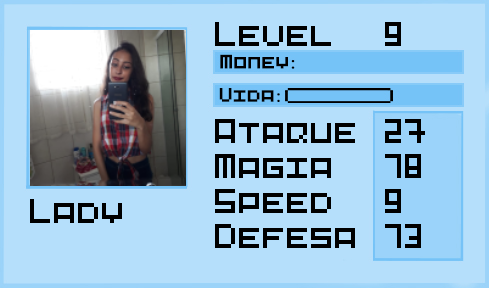 Level 9
Money:
Vida:
Ataque 27
Magia 78
Speed 9
Defesa 73
Lady